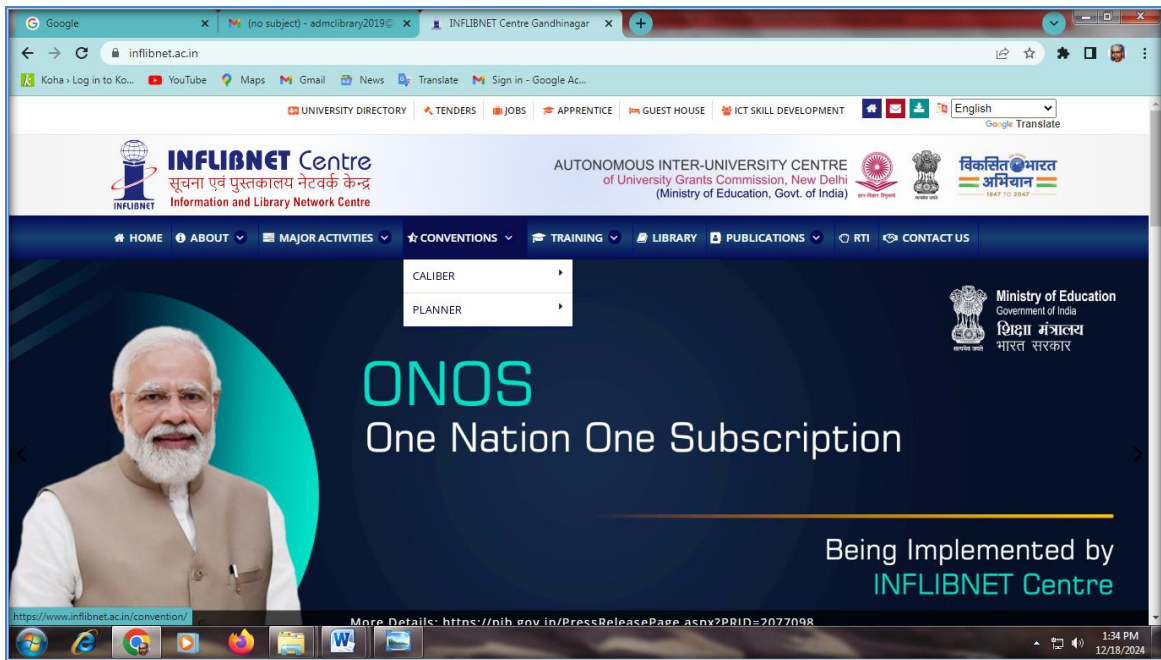 Google
(no subject) - admclibrary2019@
INFLIBNET Centre Gandhinagar
inflibnet.ac.in
Koha › Log in to Ko...
YouTube
Maps
Gmail
News
Translate
Sign in - Google Ac...
UNIVERSITY DIRECTORY
TENDERS
JOBS
APPRENTICE
GUEST HOUSE
ICT SKILL DEVELOPMENT
English
Google Translate
INFLIBNET Centre
सूचना एवं पुस्तकालय नेटवर्क केन्द्र
Information and Library Network Centre
INFLIBNET
AUTONOMOUS INTER-UNIVERSITY CENTRE
of University Grants Commission, New Delhi
(Ministry of Education, Govt. of India)
विकसित भारत
अभियान
1947 TO 2047
HOME
ABOUT
MAJOR ACTIVITIES
CONVENTIONS
TRAINING
LIBRARY
PUBLICATIONS
RTI
CONTACT US
CALIBER
PLANNER
Ministry of Education
Government of India
शिक्षा मंत्रालय
भारत सरकार
ONOS
One Nation One Subscription
Being Implemented by
INFLIBNET Centre
https://www.inflibnet.ac.in/convention/
More Details: https://pib.gov.in/PressReleasePage.aspx?PRID=2077098
1:34 PM
12/18/2024